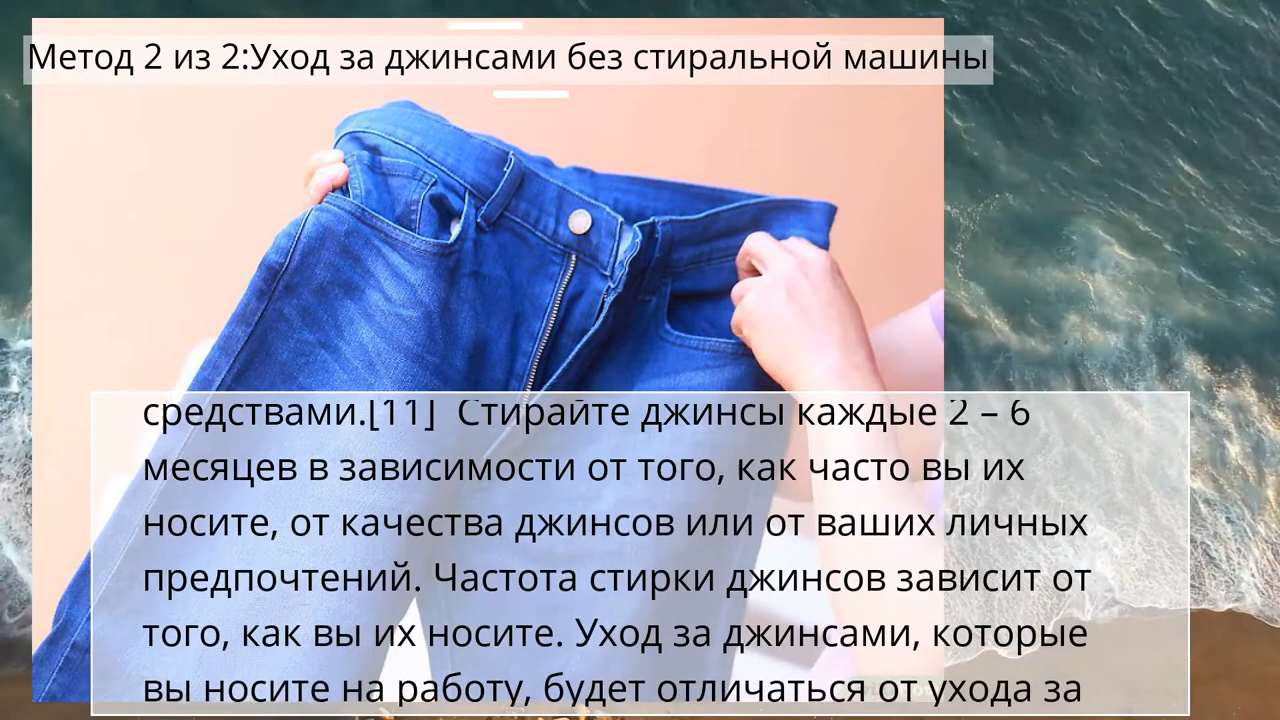 Метод 2 из 2:Уход за джинсами без стиральной машины
средствами.[11]  Стирайте джинсы каждые 2 – 6
месяцев в зависимости от того, как часто вы их
носите, от качества джинсов или от ваших личных
предпочтений. Частота стирки джинсов зависит от
того, как вы их носите. Уход за джинсами, которые
вы носите на работу, будет отличаться от ухода за